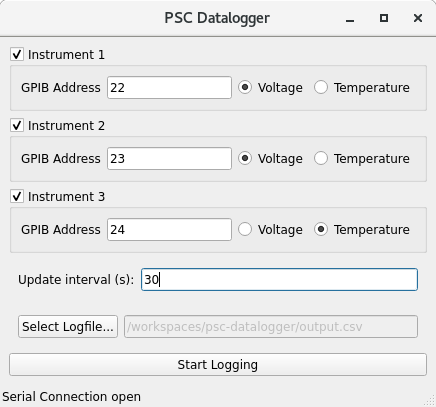 PSC Datalogger
Instrument 1
GPIB Address 22 Voltage Temperature
Instrument 2
GPIB Address 23 Voltage Temperature
Instrument 3
GPIB Address 24 Voltage Temperature
Update interval (s): 30
Select Logfile... /workspaces/psc-datalogger/output.csv
Start Logging
Serial Connection open